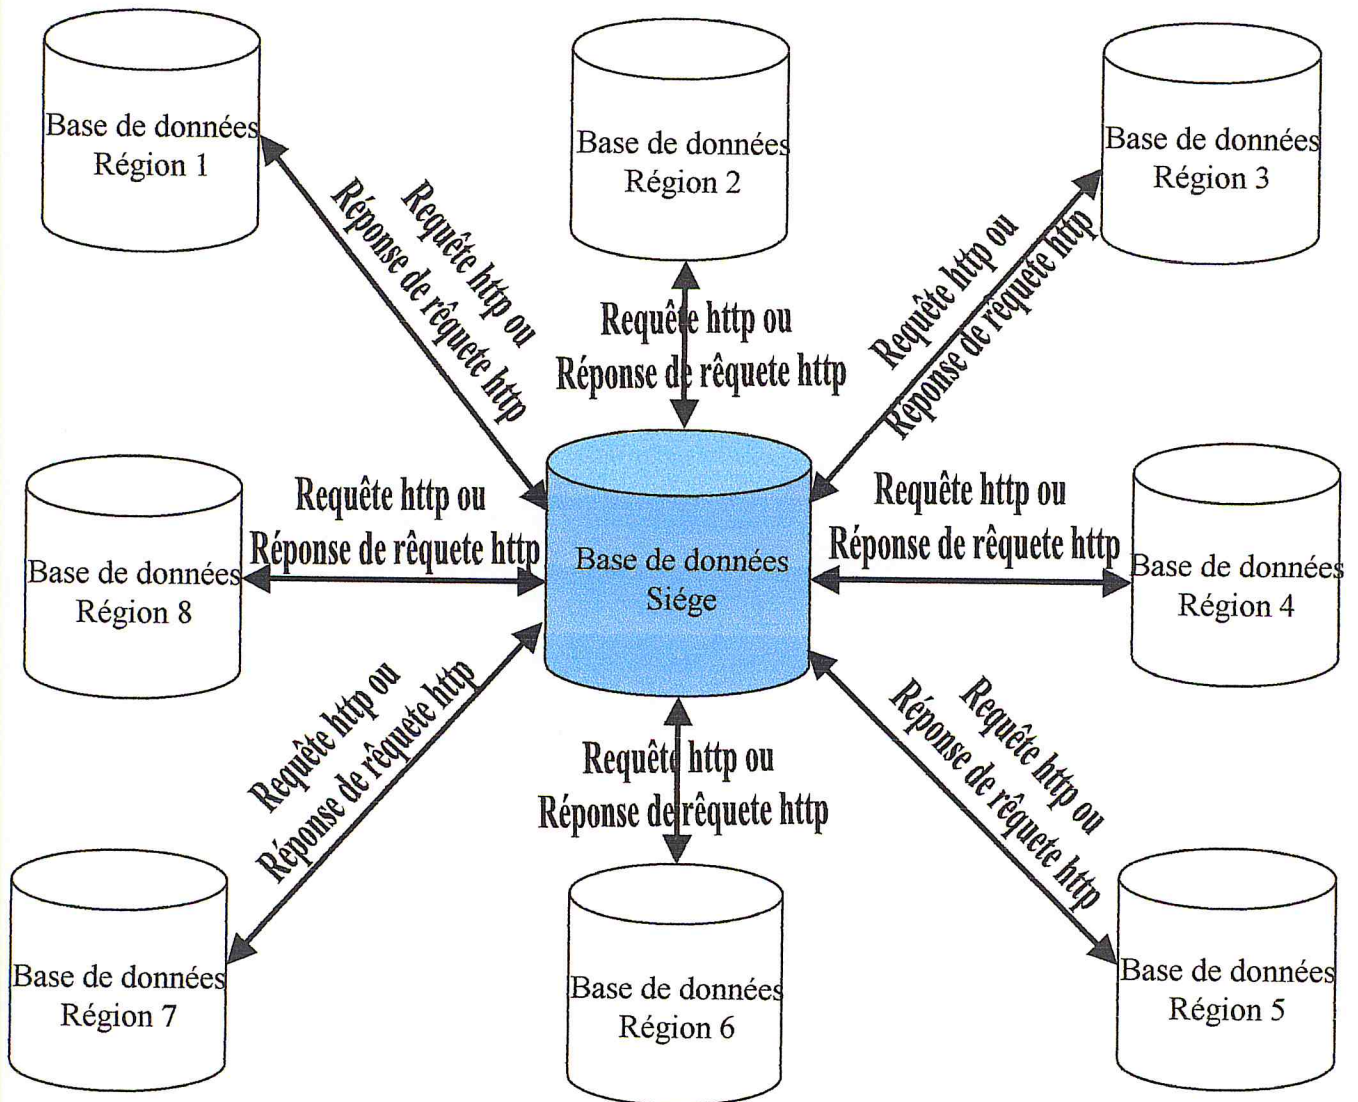 Base de données
Région 1
Base de données
Région 2
Base de données
Région 3
Requête http ou
Réponse de rêquete http
Requête http ou
Réponse de rêquete http
Requête http ou
Réponse de rêquete http
Base de données
Région 8
Requête http ou
Réponse de rêquete http
Base de données
Siége
Requête http ou
Réponse de rêquete http
Base de données
Région 4
Requête http ou
Réponse de rêquete http
Requête http ou
Réponse de rêquete http
Requête http ou
Réponse de rêquete http
Base de données
Région 7
Base de données
Région 6
Base de données
Région 5